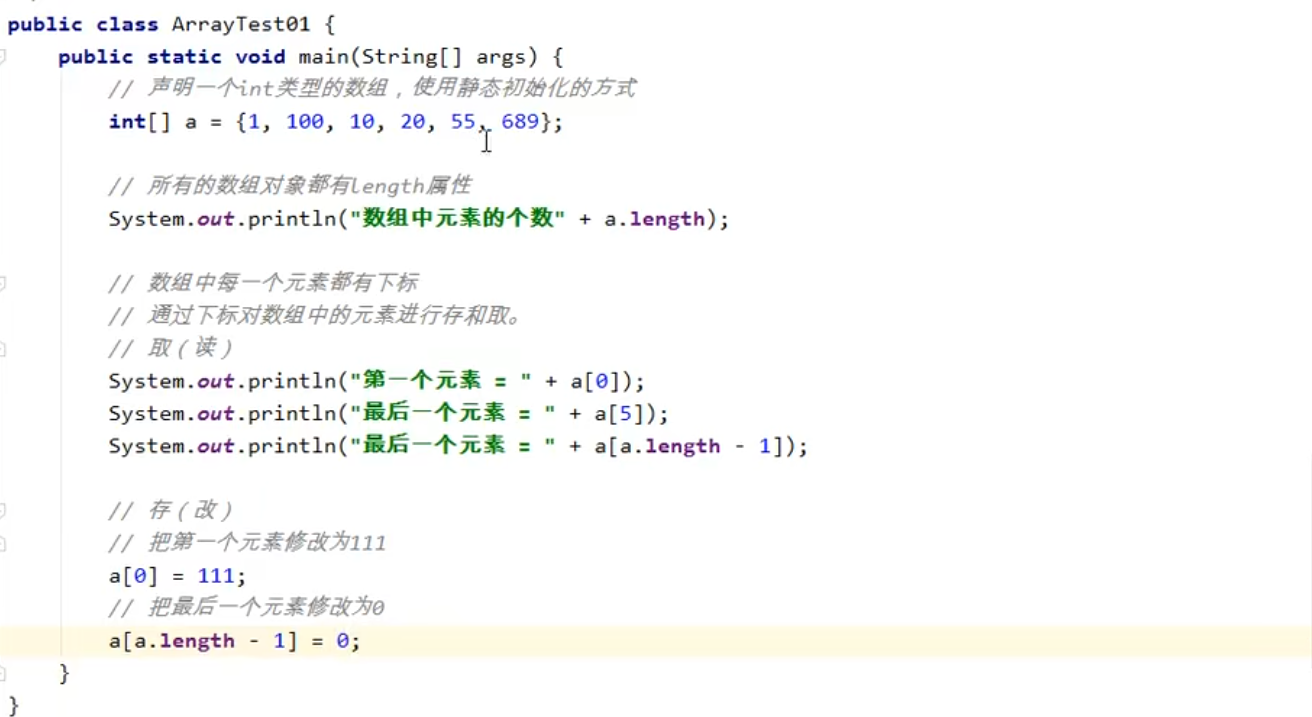 public class ArrayTest01 {
public static void main(String[] args) {
// 声明一个int类型的数组，使用静态初始化的方式
int[] a = {1, 100, 10, 20, 55, 689};
// 所有的数组对象都有length属性
System.out.println("数组中元素的个数" + a.length);
// 数组中每一个元素都有下标
// 通过下标对数组中的元素进行存和取。
// 取（读）
System.out.println("第一个元素 = " + a[0]);
System.out.println("最后一个元素 = " + a[5]);
System.out.println("最后一个元素 = " + a[a.length - 1]);
// 存（改）
// 把第一个元素修改为111
a[0] = 111;
// 把最后一个元素修改为0
a[a.length - 1] = 0;
}
}